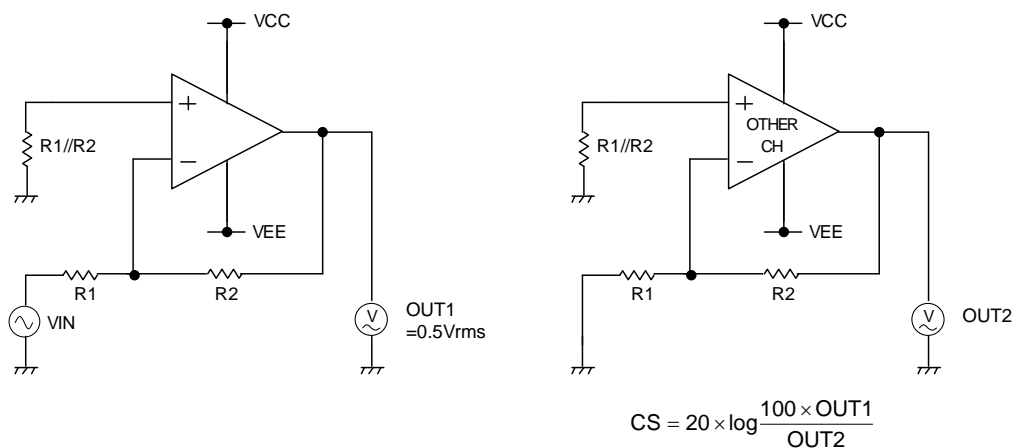 VCC
R1//R2
VEE
R1
R2
VIN
V
OUT1
=0.5Vrms
VCC
R1//R2
OTHER
CH
VEE
R1
R2
V
OUT2
CS = 20 × log 100 × OUT1
OUT2